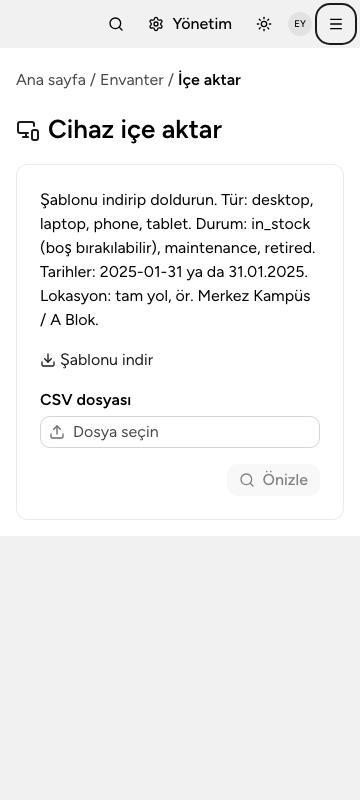 Yönetim
EY
Ana sayfa / Envanter / İçe aktar
Cihaz içe aktar
Şablonu indirip doldurun. Tür: desktop,
laptop, phone, tablet. Durum: in_stock
(boş bırakılabilir), maintenance, retired.
Tarihler: 2025-01-31 ya da 31.01.2025.
Lokasyon: tam yol, ör. Merkez Kampüs
/ A Blok.
Şablonu indir
CSV dosyası
Dosya seçin
Önizle